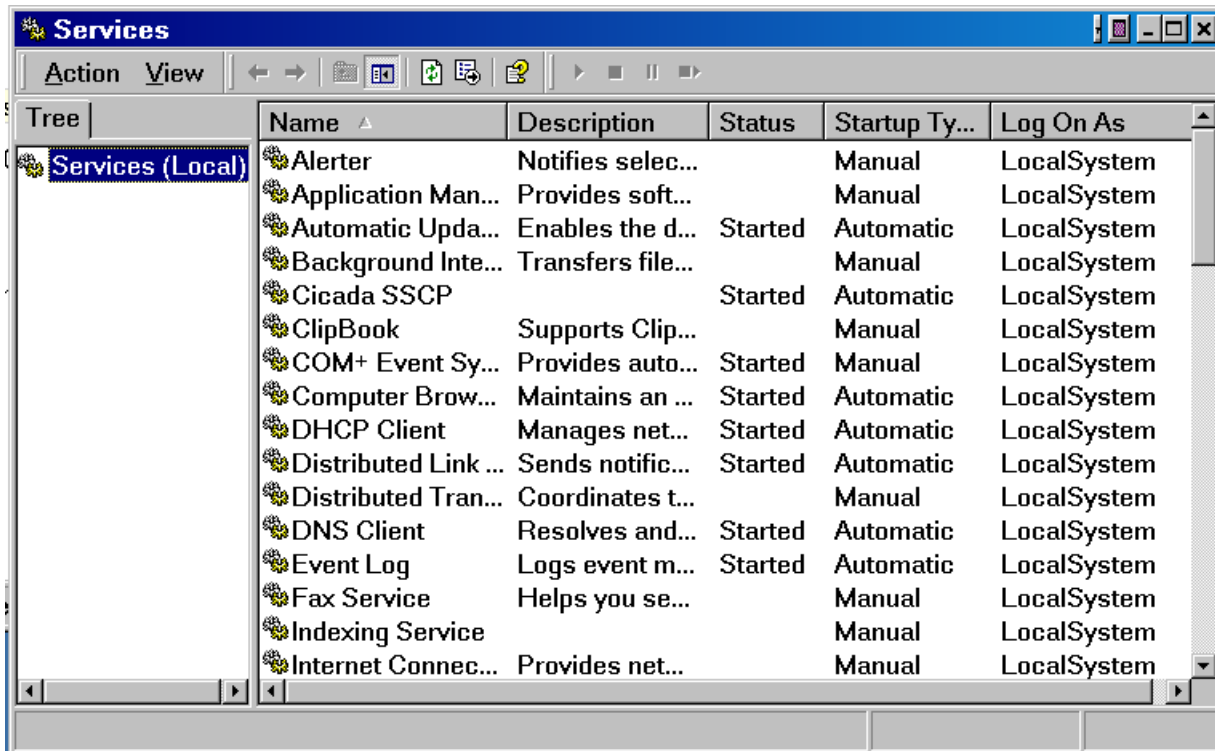 Services
Action View
Tree
Name Description Status Startup Ty... Log On As
Services (Local)
Alerter Notifies selec... Manual LocalSystem
Application Man... Provides soft... Manual LocalSystem
Automatic Upda... Enables the d... Started Automatic LocalSystem
Background Inte... Transfers file... Manual LocalSystem
Cicada SSCP Started Automatic LocalSystem
ClipBook Supports Clip... Manual LocalSystem
COM+ Event Sy... Provides auto... Started Manual LocalSystem
Computer Brow... Maintains an ... Started Automatic LocalSystem
DHCP Client Manages net... Started Automatic LocalSystem
Distributed Link ... Sends notific... Started Automatic LocalSystem
Distributed Tran... Coordinates t... Manual LocalSystem
DNS Client Resolves and... Started Automatic LocalSystem
Event Log Logs event m... Started Automatic LocalSystem
Fax Service Helps you se... Manual LocalSystem
Indexing Service Manual LocalSystem
Internet Connec... Provides net... Manual LocalSystem